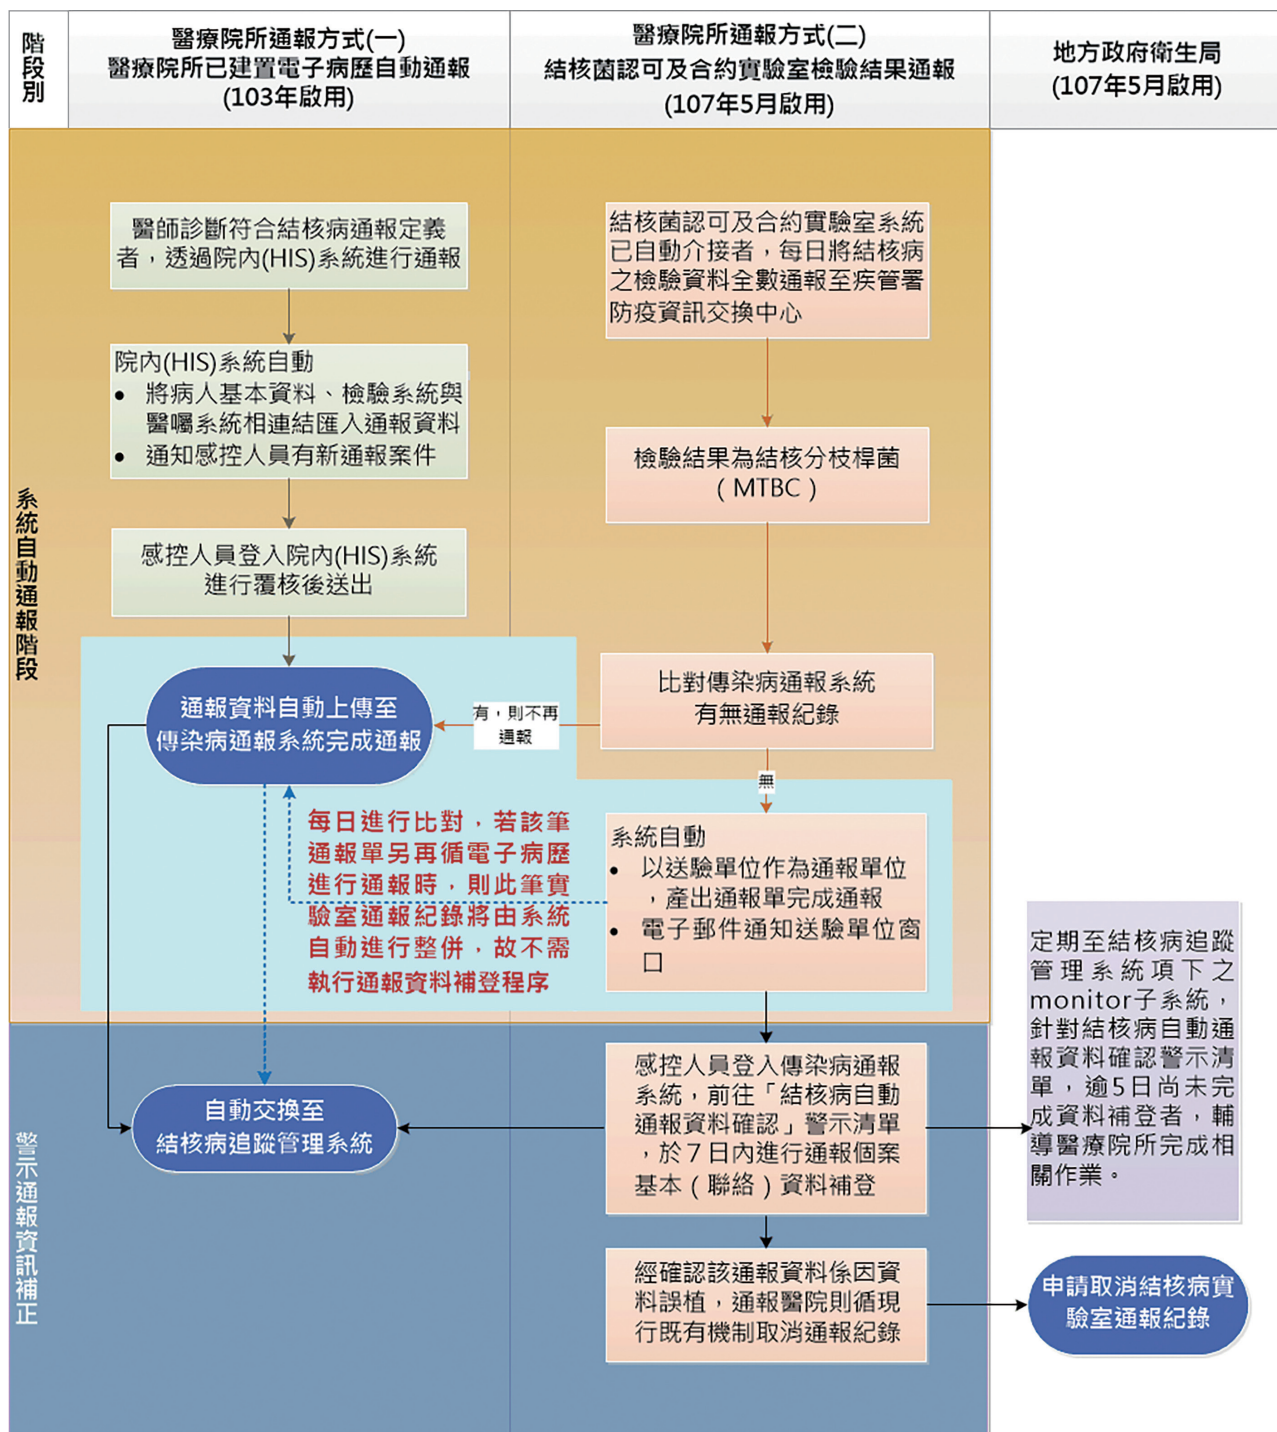 階
段
別
醫療院所通報方式(一)
醫療院所已建置電子病歷自動通報
(103年啟用)
醫療院所通報方式(二)
結核菌認可及合約實驗室檢驗結果通報
(107年5月啟用)
地方政府衛生局
(107年5月啟用)
系統自動通報階段
醫師診斷符合結核病通報定義
者，透過院內(HIS)系統進行通報
院內(HIS)系統自動
• 將病人基本資料、檢驗系統與
醫囑系統相連結匯入通報資料
• 通知感控人員有新通報案件
感控人員登入院內(HIS)系統
進行覆核後送出
通報資料自動上傳至
傳染病通報系統完成通報
結核菌認可及合約實驗室系統
已自動介接者，每日將結核病
之檢驗資料全數通報至疾管署
防疫資訊交換中心
檢驗結果為結核分枝桿菌
（MTBC）
比對傳染病通報系統
有無通報紀錄
有，則不再
通報
無
系統自動
• 以送驗單位作為通報單位
，產出通報單完成通報
• 電子郵件通知送驗單位窗
口
每日進行比對，若該筆
通報單另再循電子病歷
進行通報時，則此筆實
驗室通報紀錄將由系統
自動進行整併，故不需
執行通報資料補登程序
警示通報資訊補正
自動交換至
結核病追蹤管理系統
感控人員登入傳染病通報
系統，前往「結核病自動
通報資料確認」警示清單
，於７日內進行通報個案
基本（聯絡）資料補登
經確認該通報資料係因資
料誤植，通報醫院則循現
行既有機制取消通報紀錄
定期至結核病追蹤
管理系統項下之
monitor子系統，
針對結核病自動通
報資料確認警示清
單，逾5日尚未完
成資料補登者，輔
導醫療院所完成相
關作業。
申請取消結核病實
驗室通報紀錄